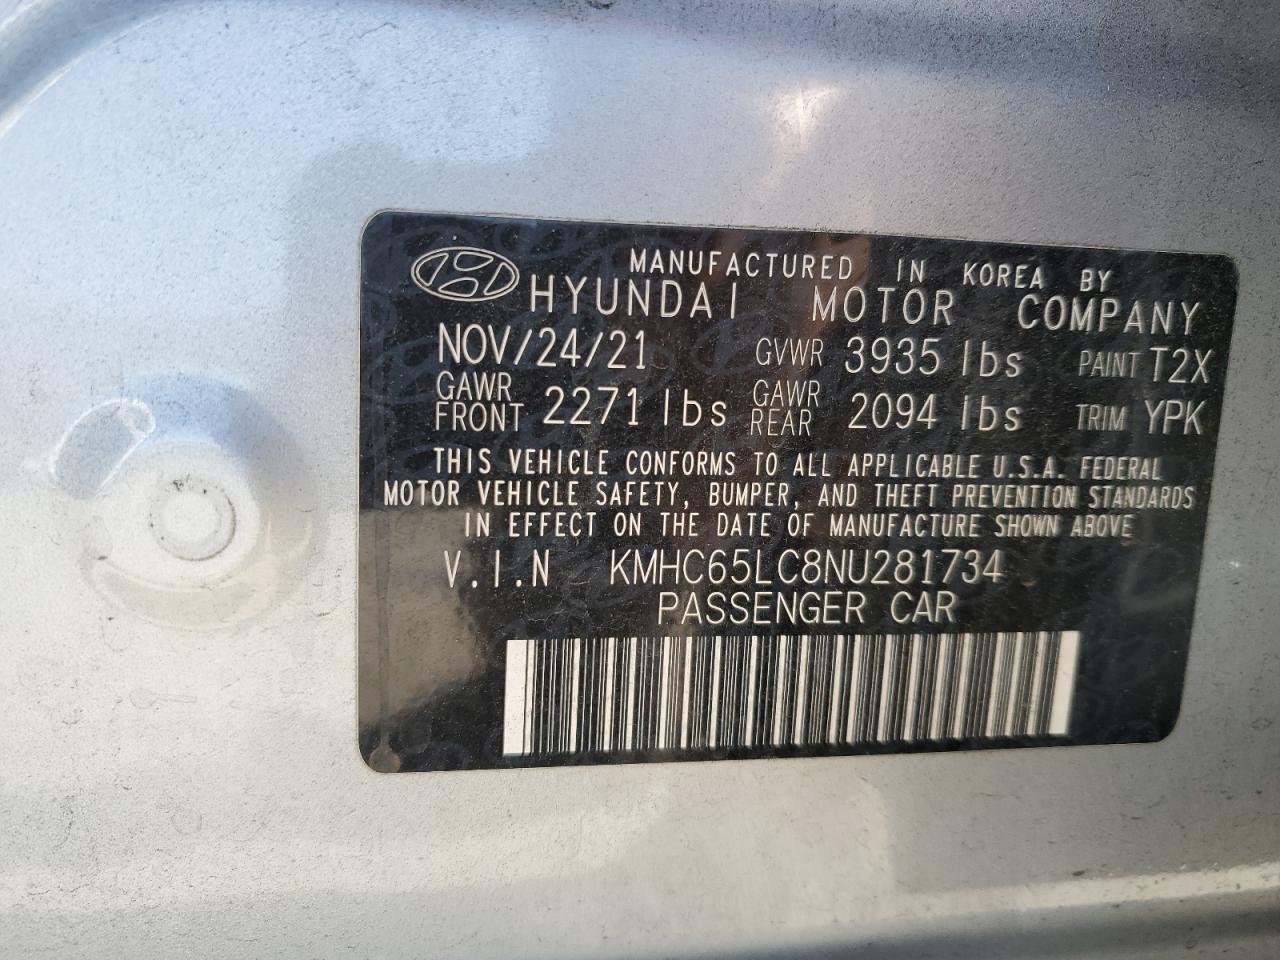 MANUFACTURED IN KOREA BY
HYUNDAI MOTOR COMPANY
NOV/24/21 GVWR 3935 lbs PAINT T2X
GAWR FRONT 2271 lbs GAWR REAR 2094 lbs TRIM YPK
THIS VEHICLE CONFORMS TO ALL APPLICABLE U.S.A. FEDERAL
MOTOR VEHICLE SAFETY, BUMPER, AND THEFT PREVENTION STANDARDS
IN EFFECT ON THE DATE OF MANUFACTURE SHOWN ABOVE
V.I.N KMHC65LC8NU281734
PASSENGER CAR